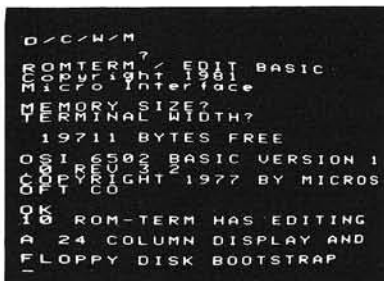 D/C/W/M
?
ROMTERM / EDIT BASIC
Copyright 1981
Micro Interface
MEMORY SIZE?
TERMINAL WIDTH?
19711 BYTES FREE
OSI 6502 BASIC VERSION 1
.0 REV 3.2
COPYRIGHT 1977 BY MICROS
OFT CO
OK
10 ROM-TERM HAS EDITING
A 24 COLUMN DISPLAY AND
FLOPPY DISK BOOTSTRAP
_